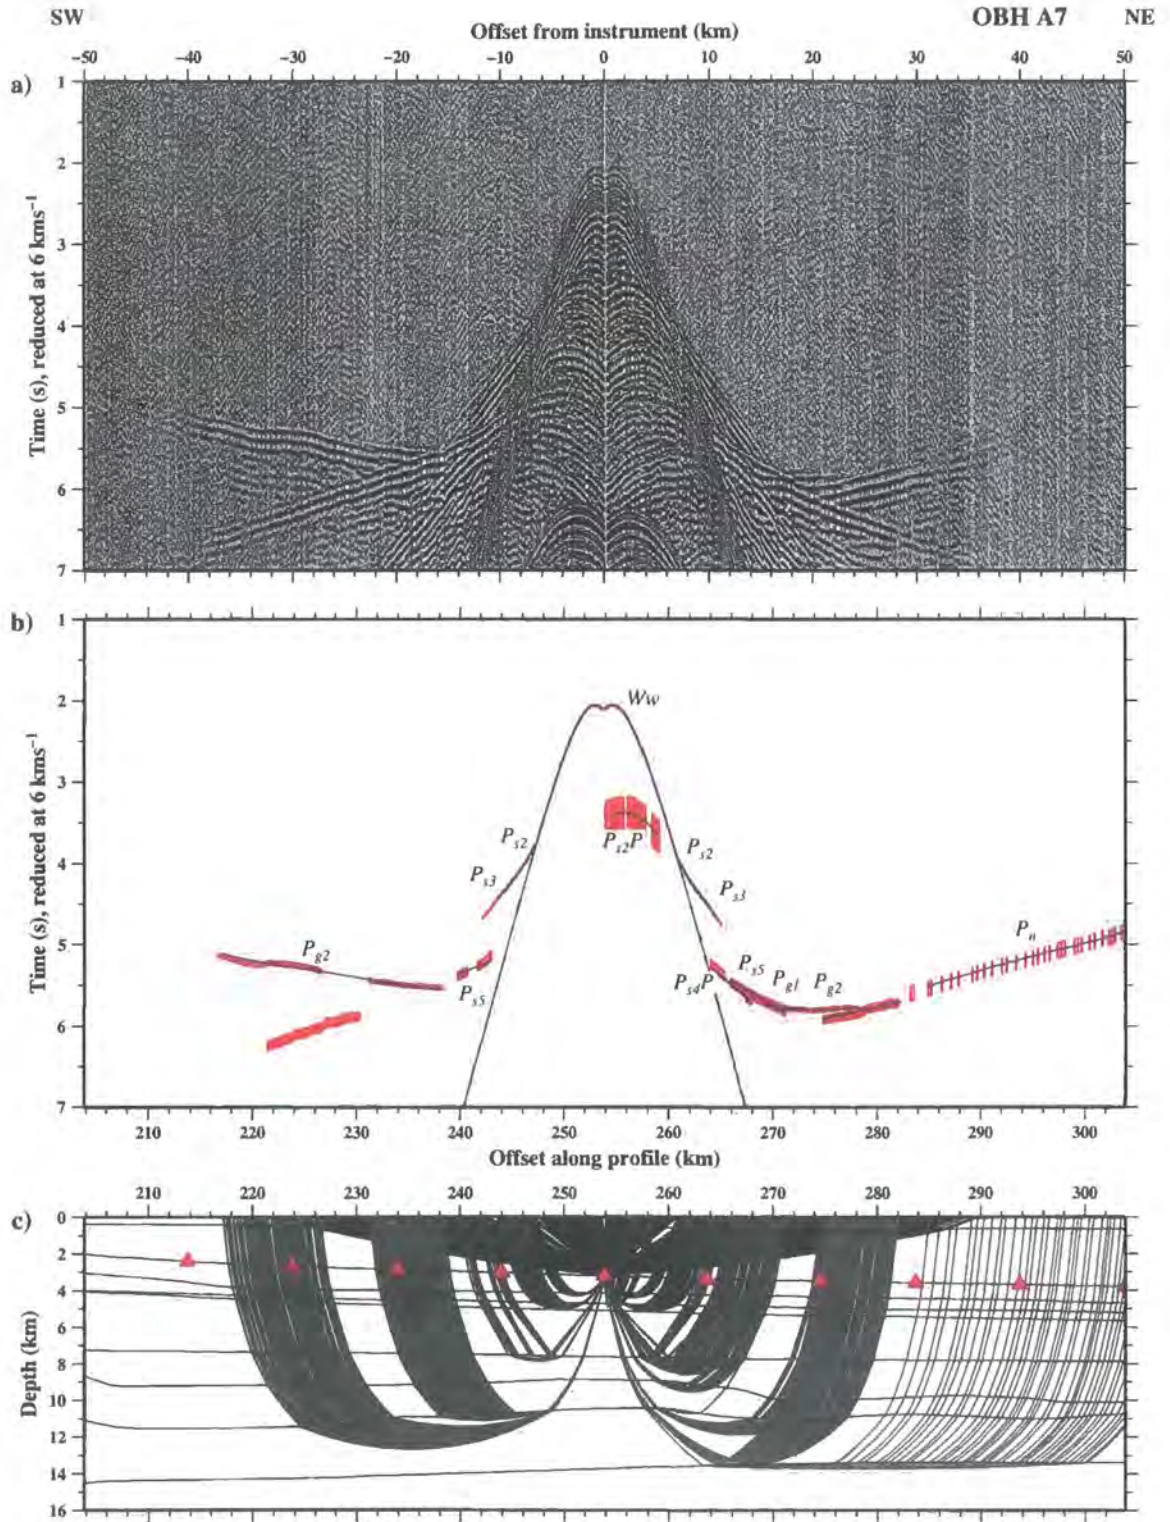 SW OBH A7 NE
Offset from instrument (km)
-50 -40 -30 -20 -10 0 10 20 30 40 50
a)
1
2
3
4
5
6
7
Time (s), reduced at 6 kms⁻¹
b)
1
2
3
4
5
6
7
Time (s), reduced at 6 kms⁻¹
Ww
Ps2 Ps2P Ps2
Ps3 Ps3
Pg2 Pn
Ps5 Ps4P Ps5 Pg1 Pg2
210 220 230 240 250 260 270 280 290 300
Offset along profile (km)
210 220 230 240 250 260 270 280 290 300
c)
0
2
4
6
8
10
12
14
16
Depth (km)